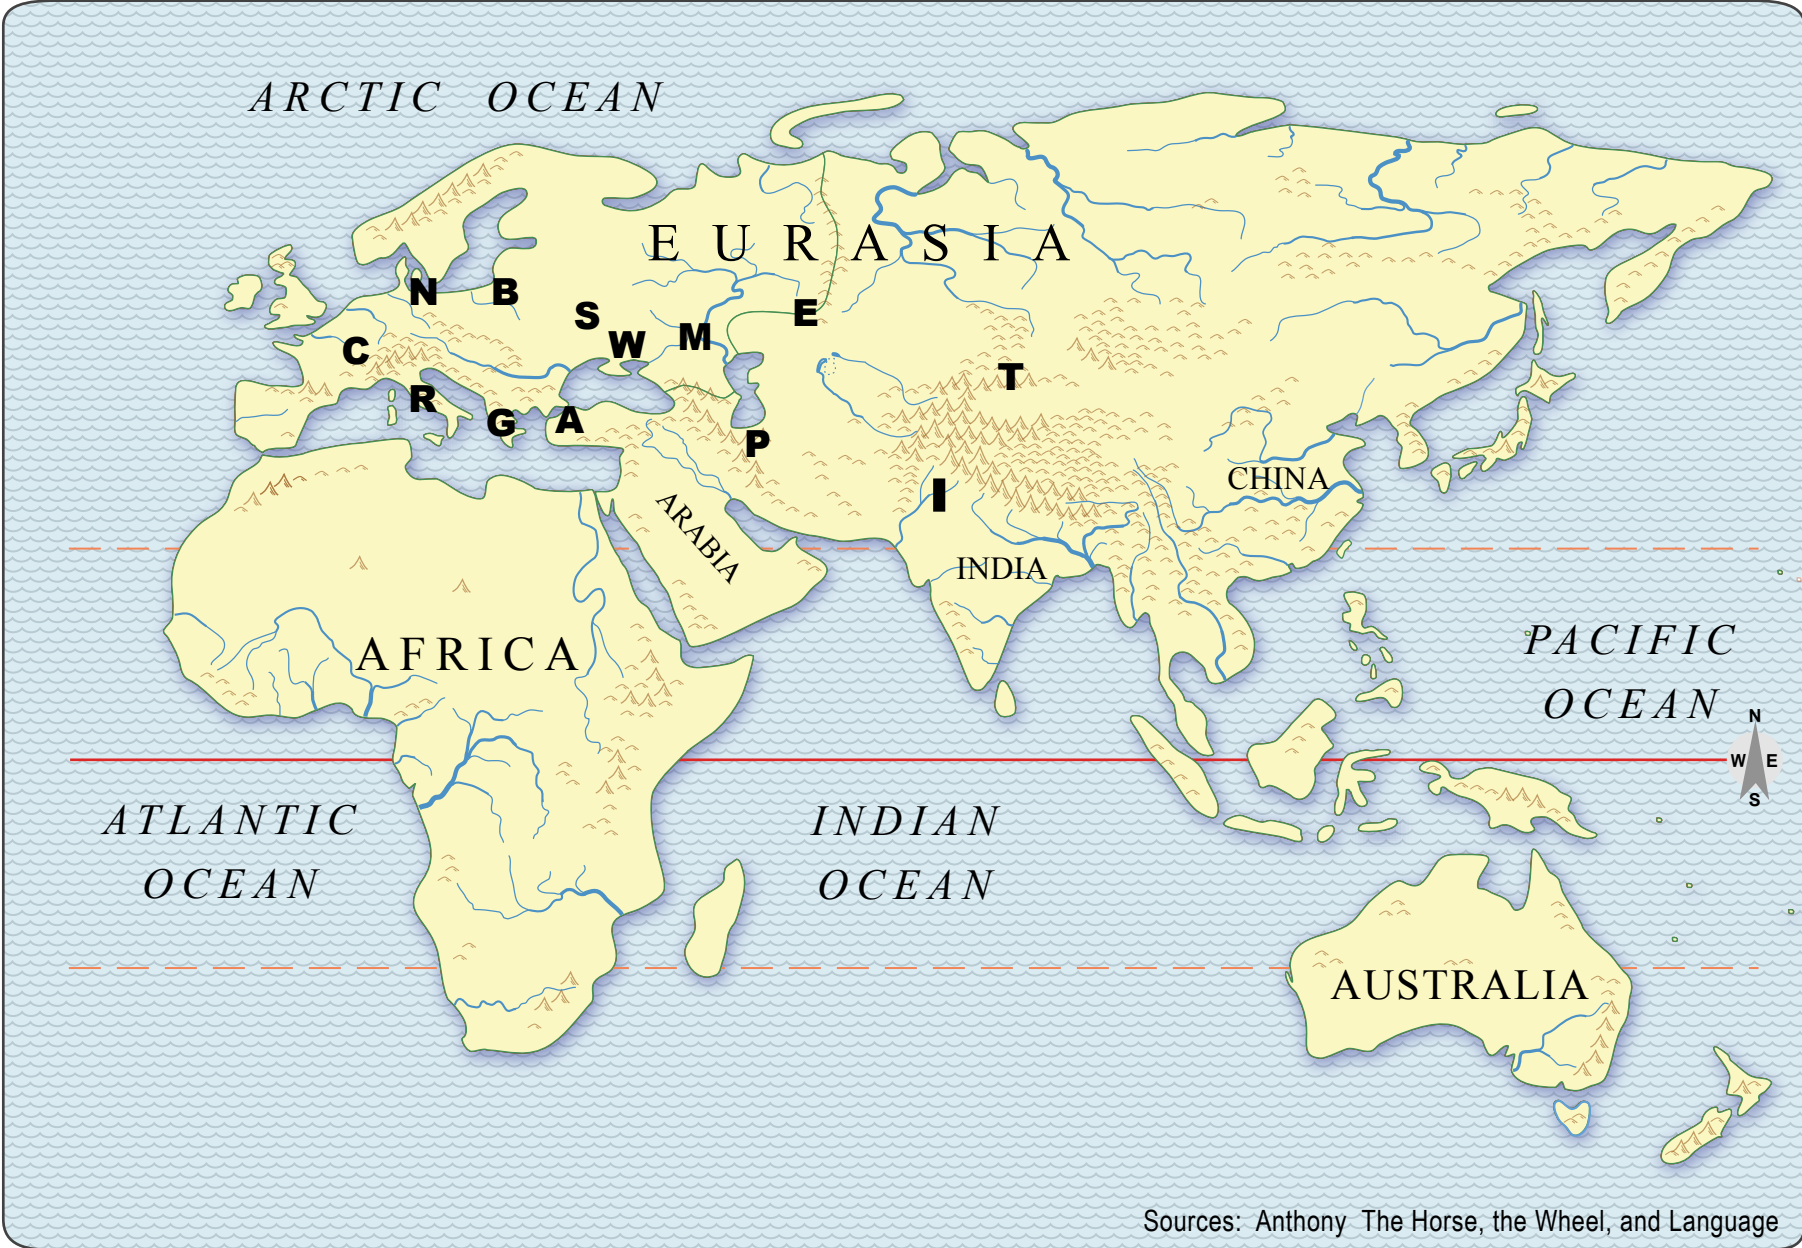 ARCTIC OCEAN
EURASIA
N
B
S
E
W
M
C
T
R
G
A
P
CHINA
I
ARABIA
INDIA
AFRICA
PACIFIC
OCEAN
N
W E
S
ATLANTIC
OCEAN
INDIAN
OCEAN
AUSTRALIA
Sources: Anthony The Horse, the Wheel, and Language